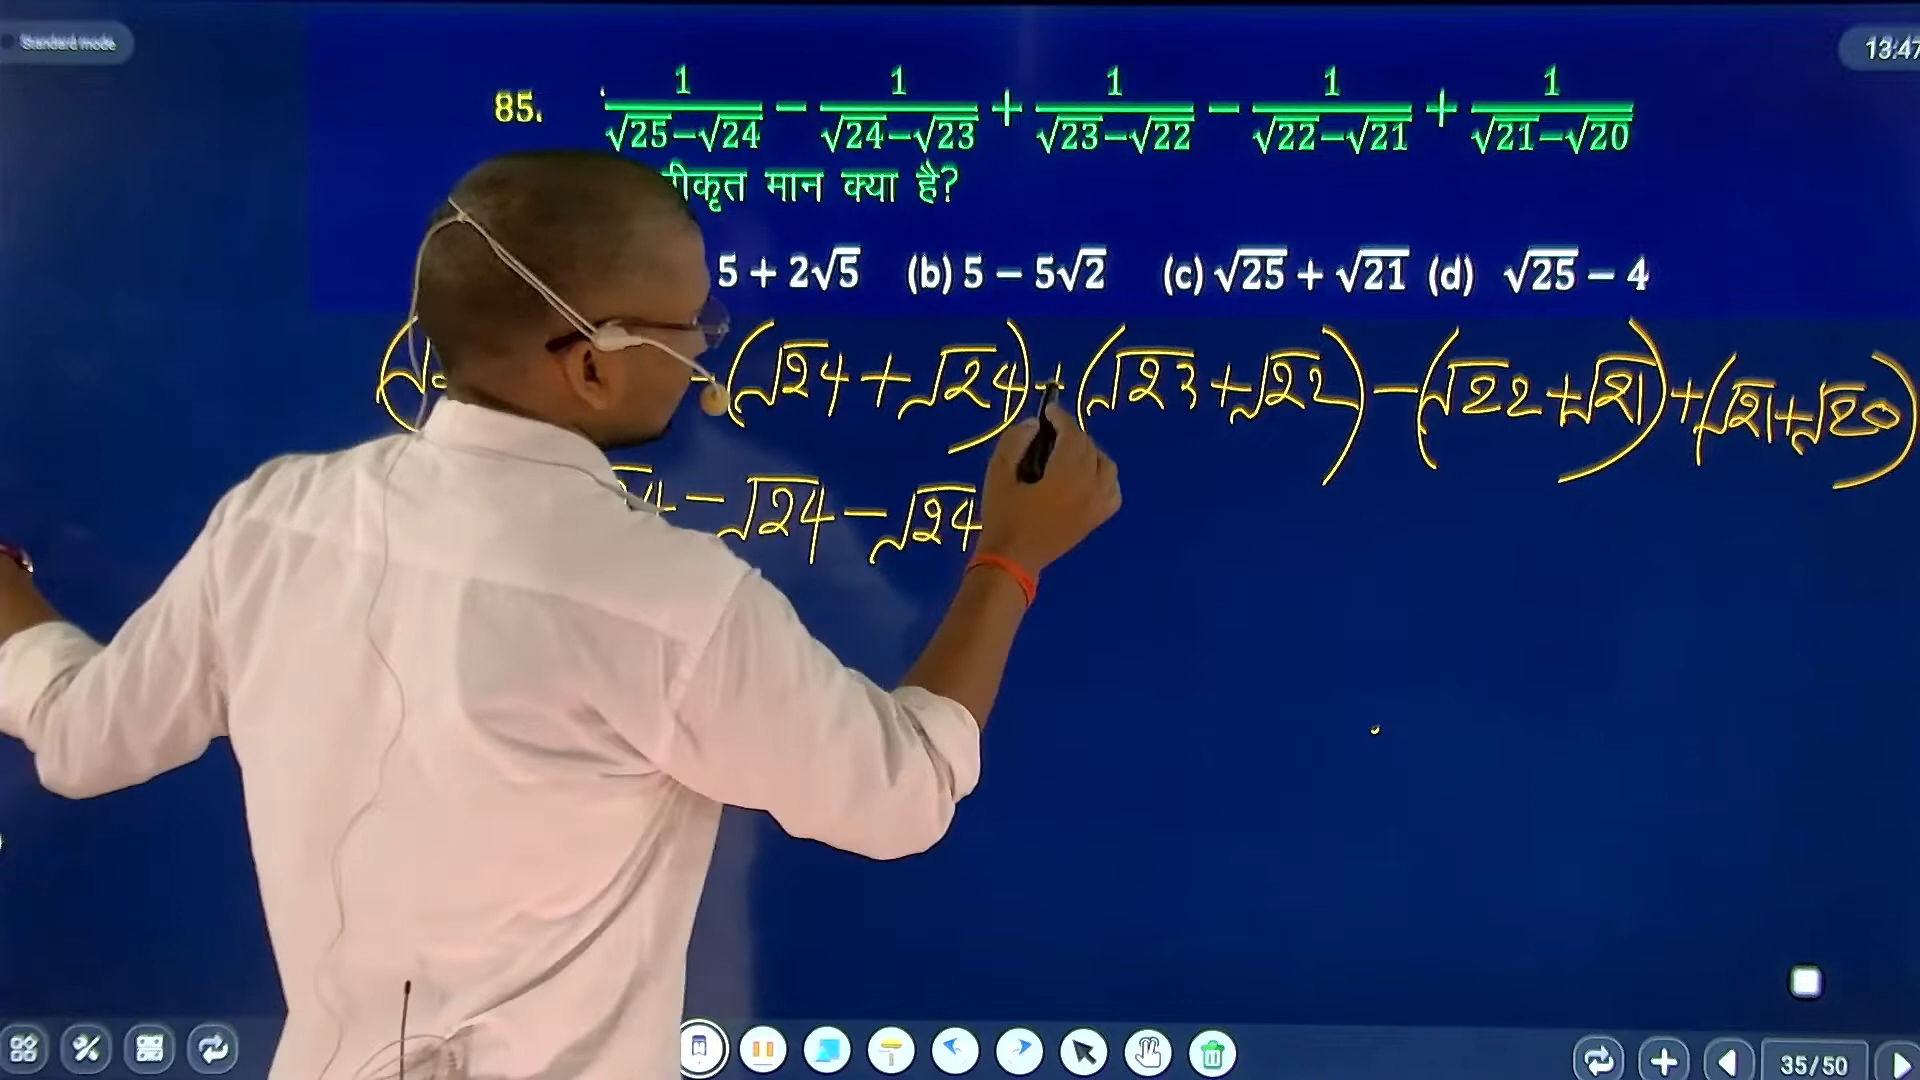 Standard mode
13:47
85. 1/(√25−√24) − 1/(√24−√23) + 1/(√23−√22) − 1/(√22−√21) + 1/(√21−√20)
मान क्या है?
5 + 2√5 (b) 5 − 5√2 (c) √25 + √21 (d) √25 − 4
− (√24 + √24) + (√23 + √22) − (√22 + √21) + (√21 + √20)
− √24 − √24
35/50